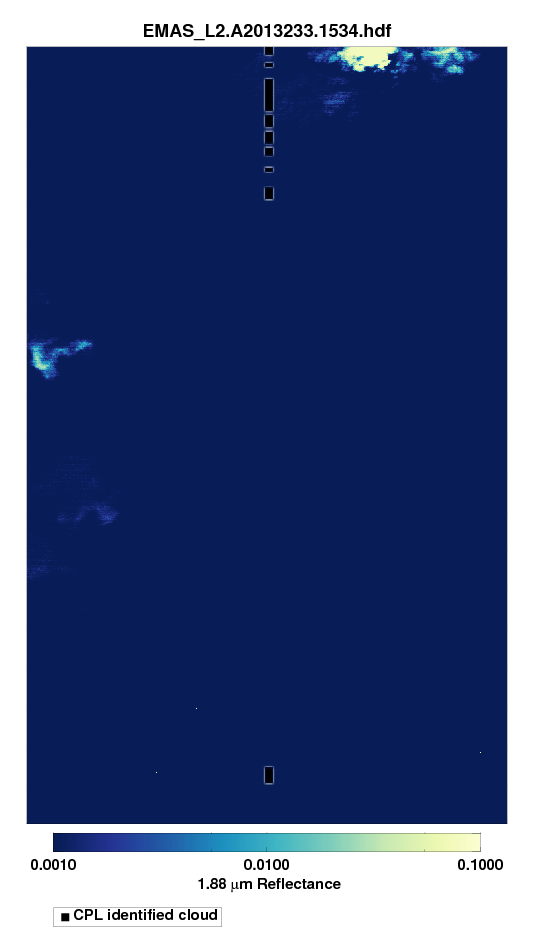 EMAS_L2.A2013233.1534.hdf
0.0010 0.0100 0.1000
1.88 μm Reflectance
CPL identified cloud